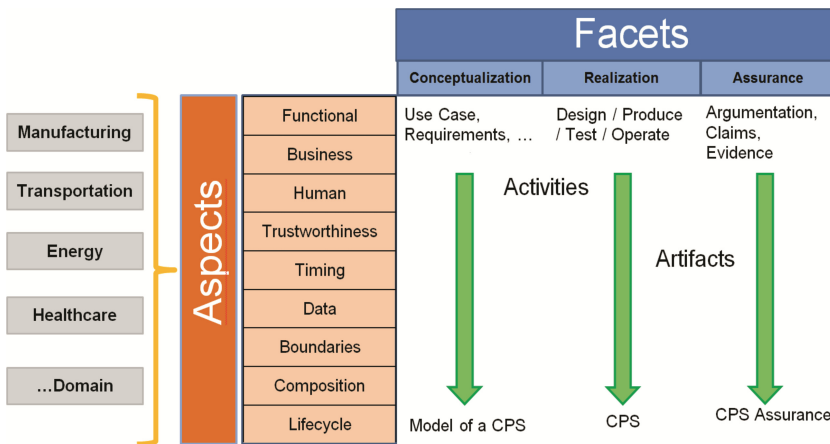 Facets
Conceptualization
Realization
Assurance
Manufacturing
Transportation
Energy
Healthcare
...Domain
Aspects
Functional
Business
Human
Trustworthiness
Timing
Data
Boundaries
Composition
Lifecycle
Use Case,
Requirements, ...
Design / Produce
/ Test / Operate
Argumentation,
Claims,
Evidence
Activities
Artifacts
Model of a CPS
CPS
CPS Assurance